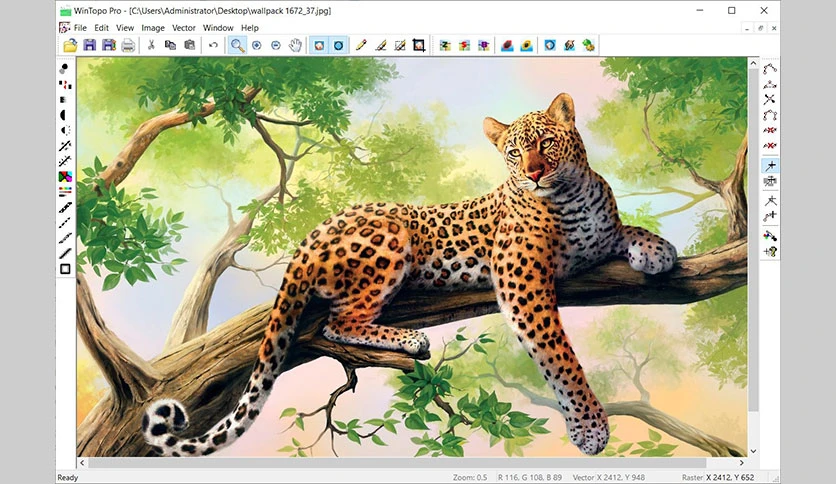 WinTopo Pro - [C:\Users\Administrator\Desktop\wallpack 1672_37.jpg]
File Edit View Image Vector Window Help
Ready Zoom: 0.5 R 116, G 108, B 89 Vector X 2412, Y 948 Raster X 2412, Y 652